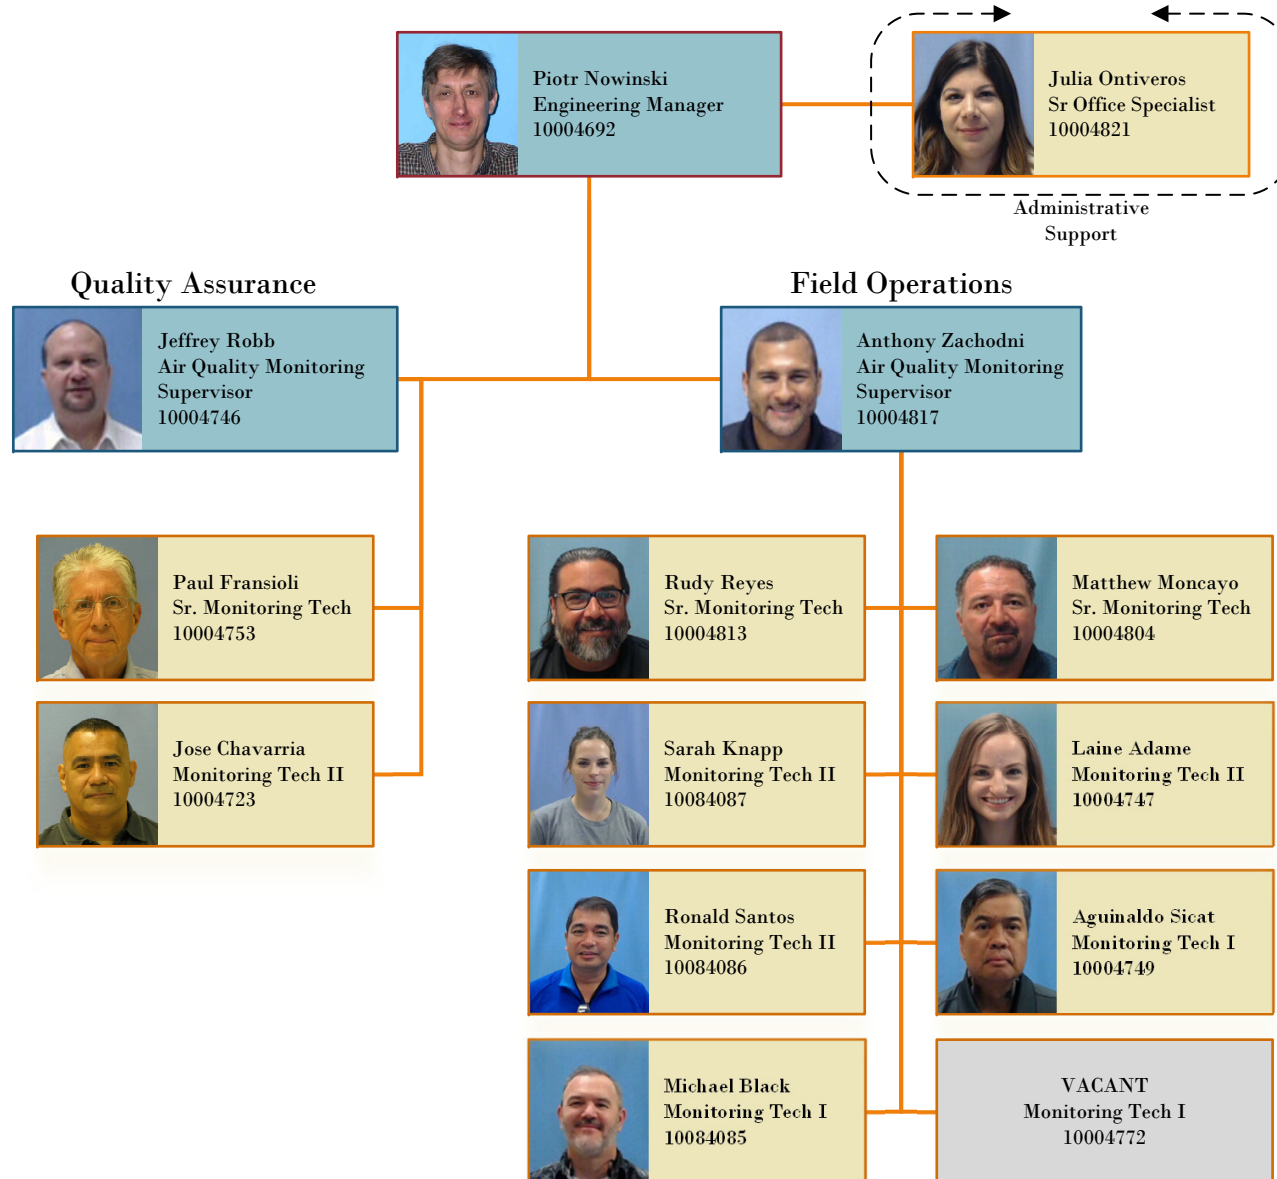 Piotr Nowinski
Engineering Manager
10004692
Julia Ontiveros
Sr Office Specialist
10004821
Administrative
Support
Quality Assurance
Field Operations
Jeffrey Robb
Air Quality Monitoring
Supervisor
10004746
Anthony Zachodni
Air Quality Monitoring
Supervisor
10004817
Paul Fransioli
Sr. Monitoring Tech
10004753
Rudy Reyes
Sr. Monitoring Tech
10004813
Matthew Moncayo
Sr. Monitoring Tech
10004804
Jose Chavarria
Monitoring Tech II
10004723
Sarah Knapp
Monitoring Tech II
10084087
Laine Adame
Monitoring Tech II
10004747
Ronald Santos
Monitoring Tech II
10084086
Aguinaldo Sicat
Monitoring Tech I
10004749
Michael Black
Monitoring Tech I
10084085
VACANT
Monitoring Tech I
10004772